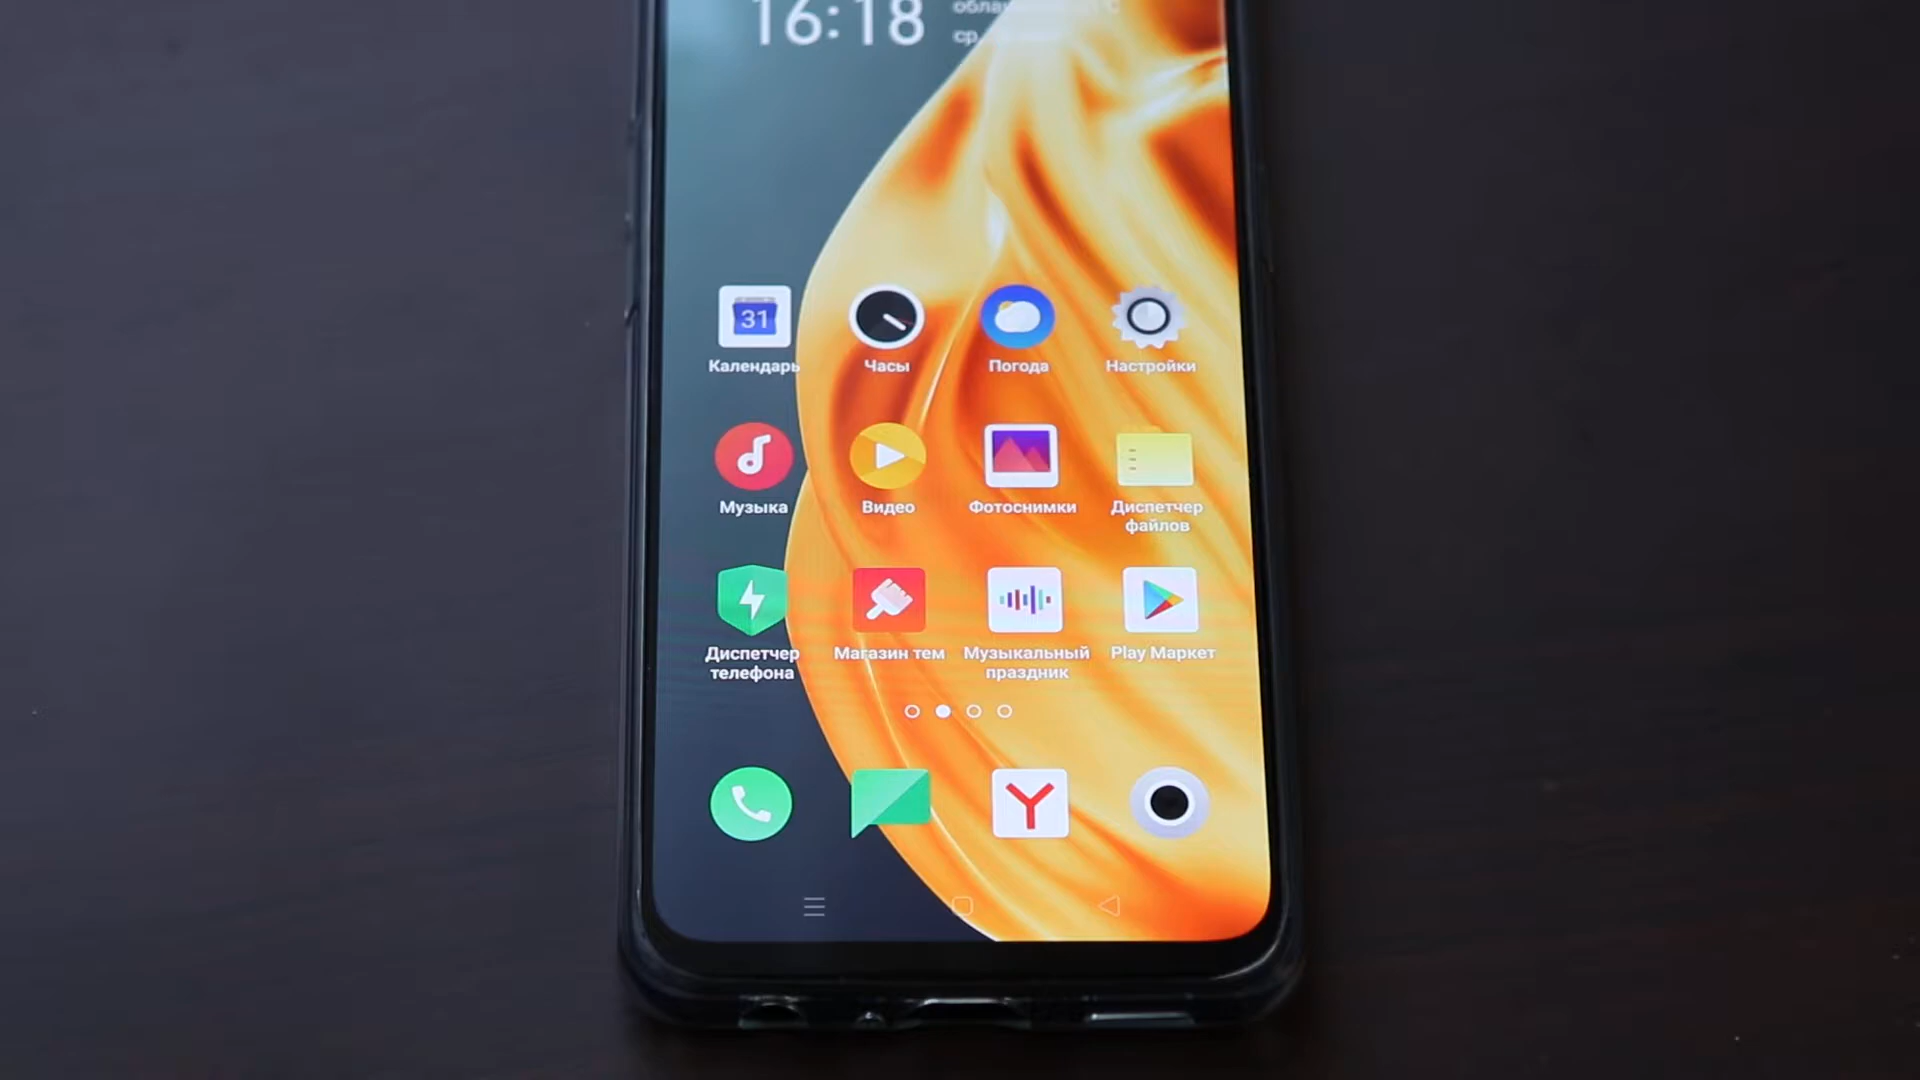 16:18
31
Календарь
Часы
Погода
Настройки
Музыка
Видео
Фотоснимки
Диспетчер
файлов
Диспетчер
телефона
Магазин тем
Музыкальный
праздник
Play Маркет
Y